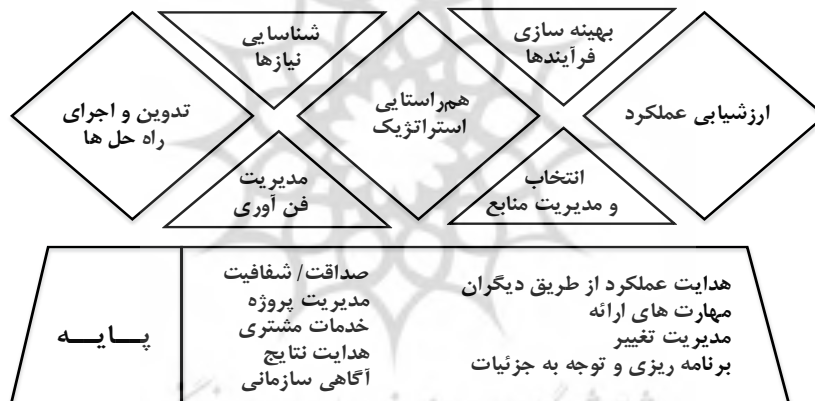 بهینه سازی
فرآیندها
شناسایی
نیازها
ارزشیابی عملکرد
هم‌راستایی
استراتژیک
تدوین و اجرای
راه حل ها
انتخاب
و مدیریت منابع
مدیریت
فن آوری
هدایت عملکرد از طریق دیگران
مهارت های ارائه
مدیریت تغییر
برنامه ریزی و توجه به جزئیات
صداقت/ شفافیت
مدیریت پروژه
خدمات مشتری
هدایت نتایج
آگاهی سازمانی
پـــایـــه